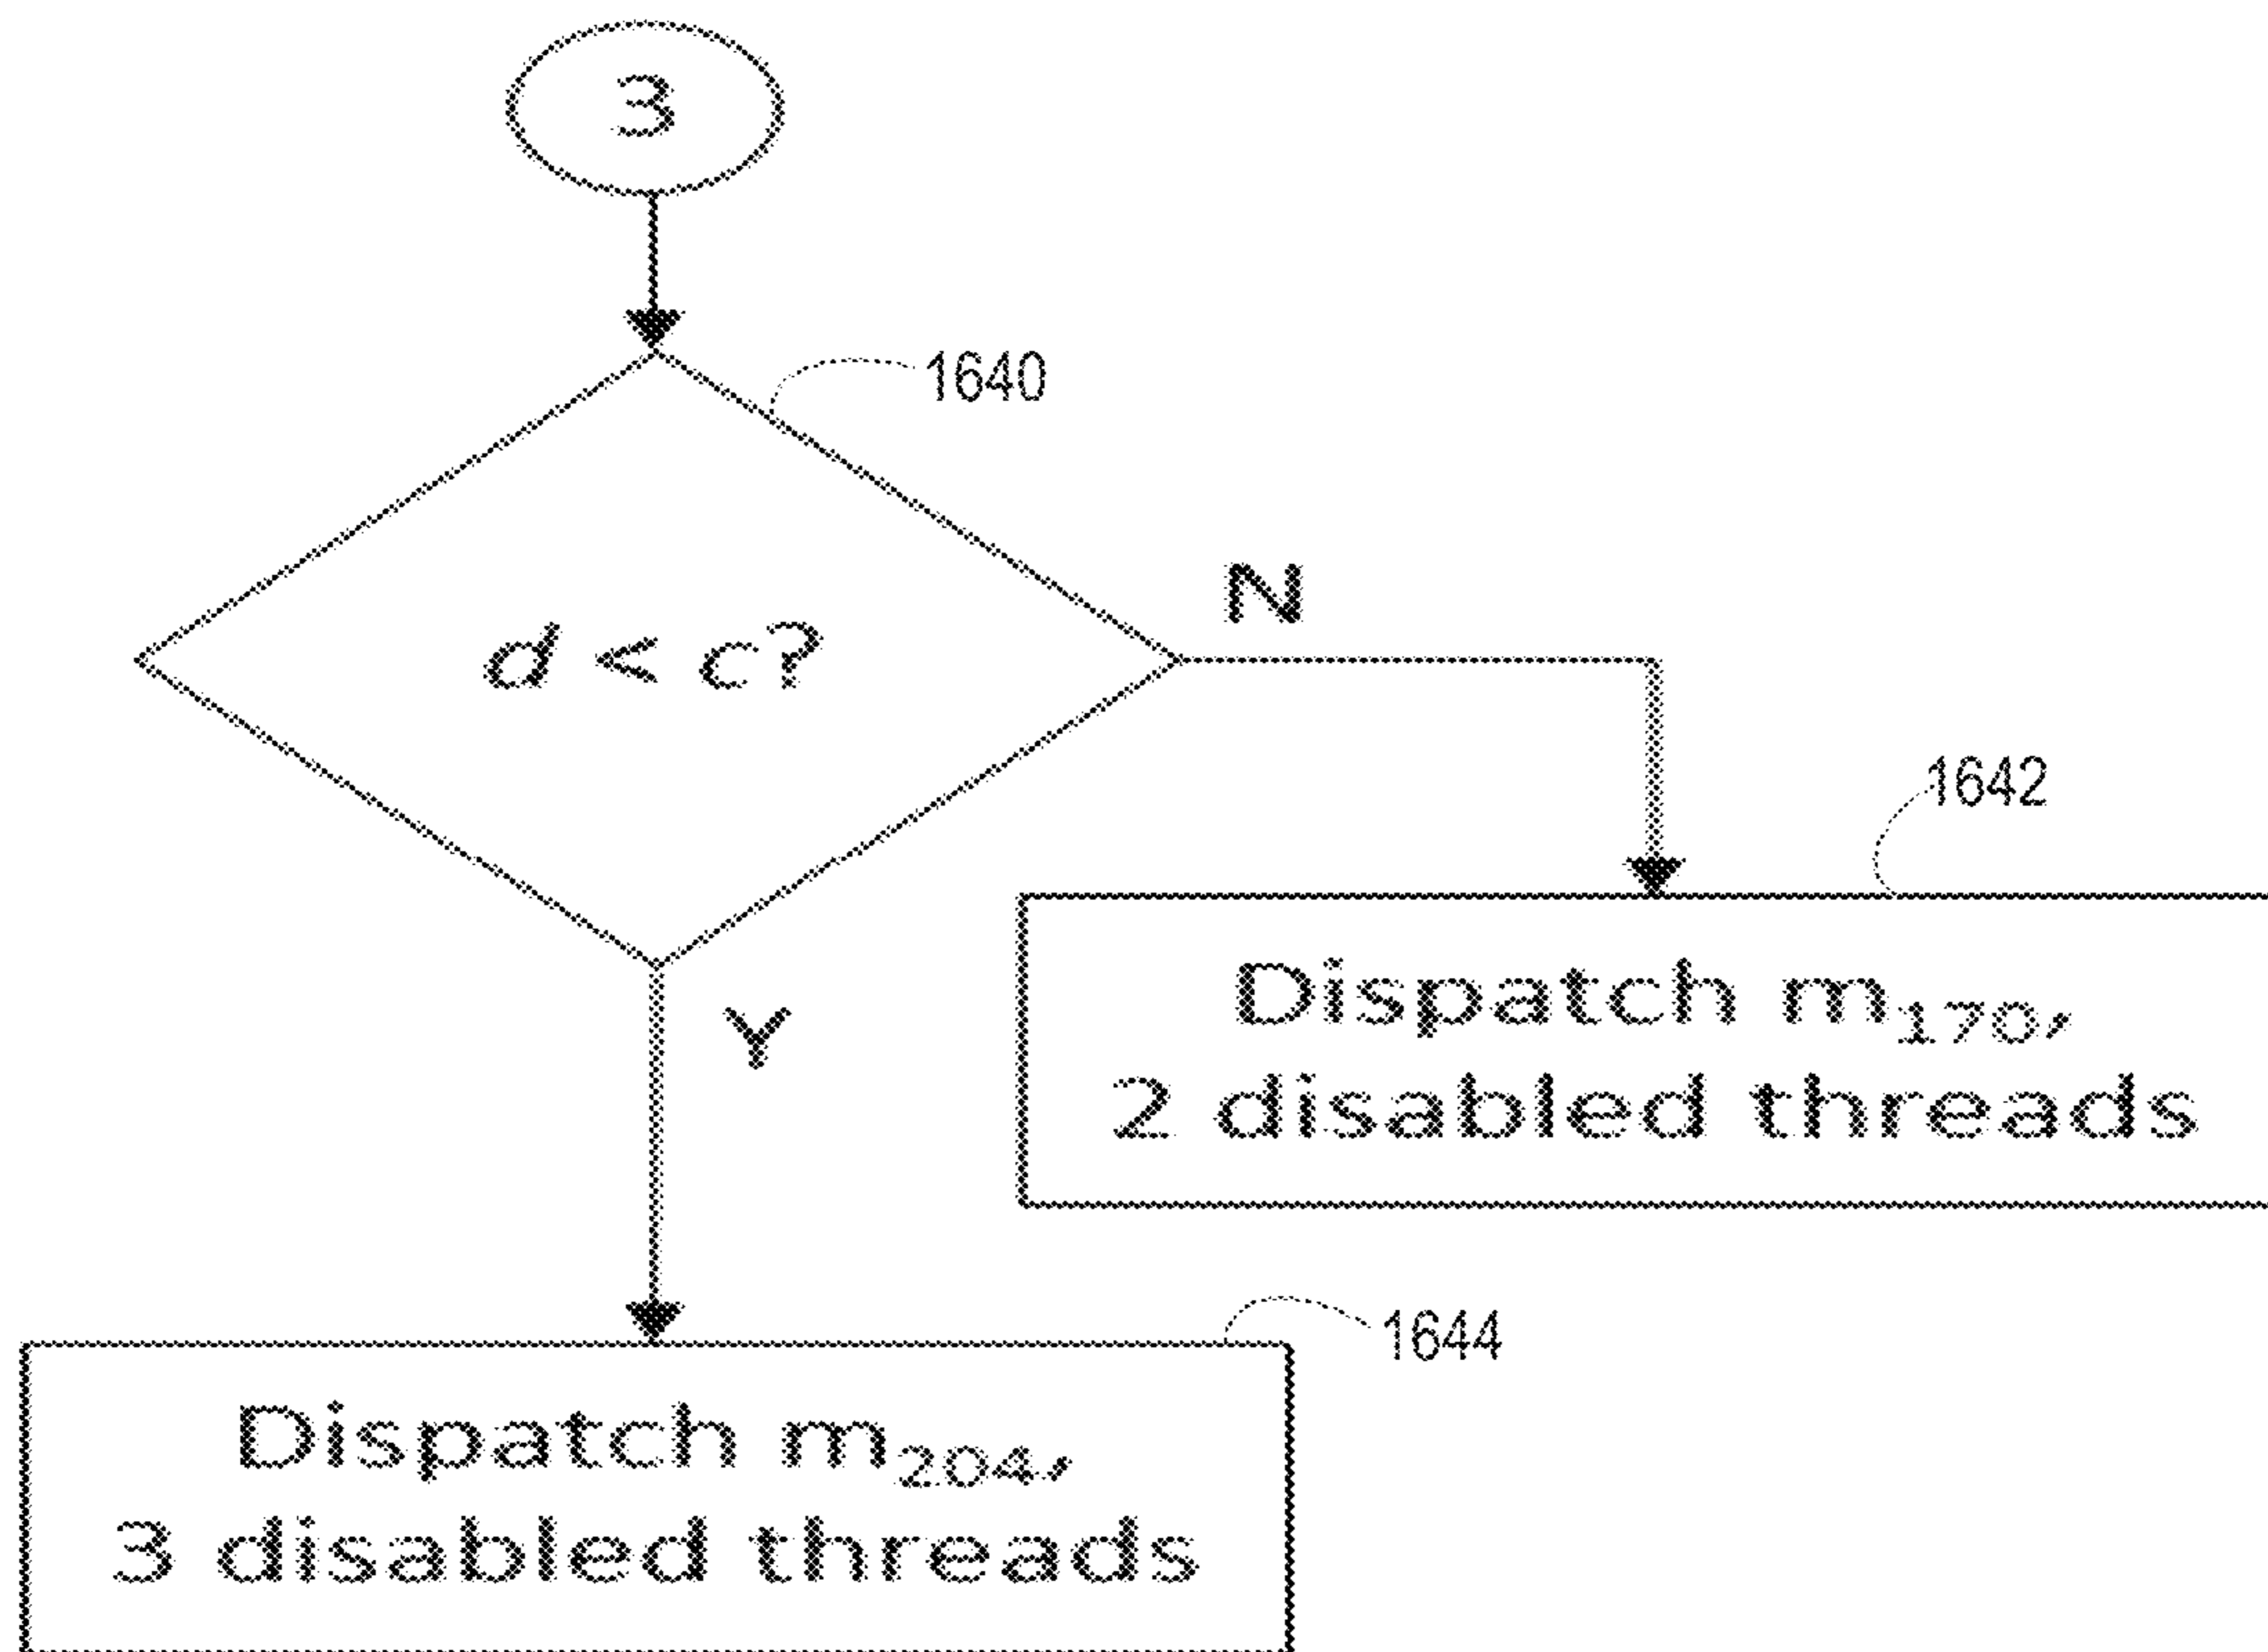 3
1640
d < c?
N
1642
Dispatch m₁₇₀,
2 disabled threads
Y
1644
Dispatch m₂₀₄,
3 disabled threads